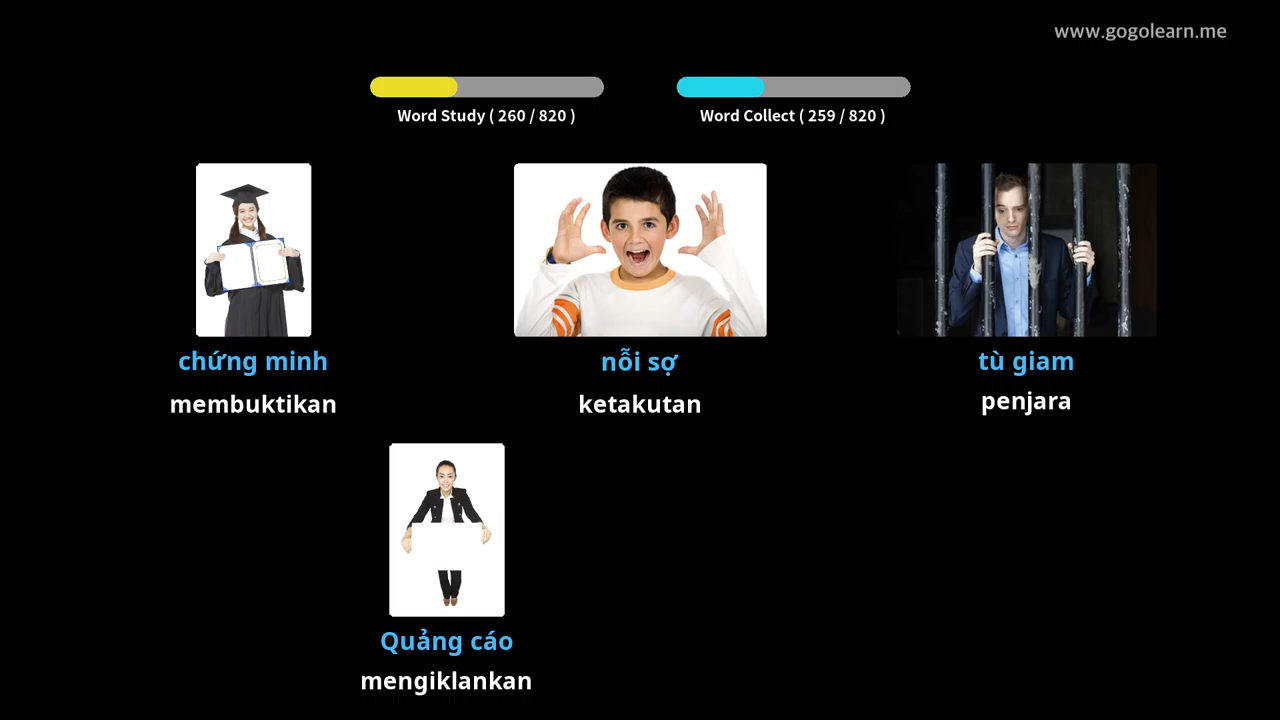 www.gogolearn.me
Word Study ( 260 / 820 )
Word Collect ( 259 / 820 )
chứng minh
membuktikan
nỗi sợ
ketakutan
tù giam
penjara
Quảng cáo
mengiklankan